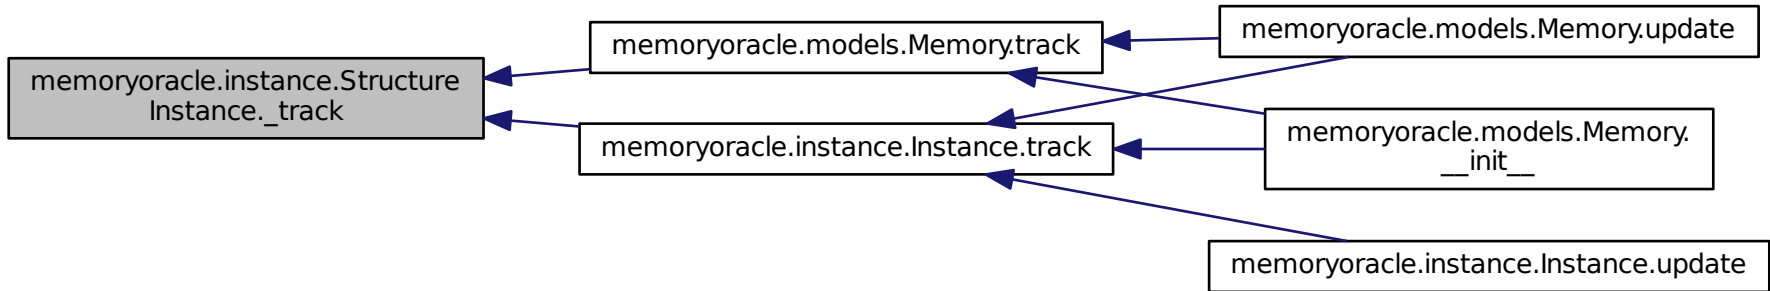 memoryoracle.instance.Structure
Instance._track
memoryoracle.models.Memory.track
memoryoracle.instance.Instance.track
memoryoracle.models.Memory.update
memoryoracle.models.Memory.
__init__
memoryoracle.instance.Instance.update